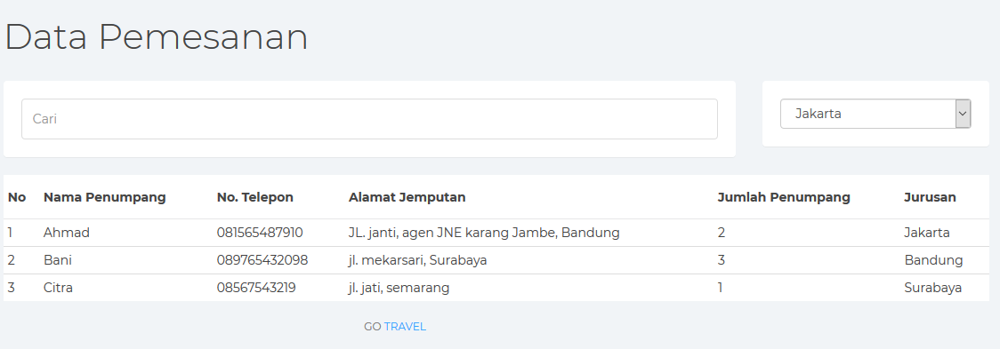 Data Pemesanan
Cari
Jakarta
No Nama Penumpang No. Telepon Alamat Jemputan Jumlah Penumpang Jurusan
1 Ahmad 081565487910 JL. janti, agen JNE karang Jambe, Bandung 2 Jakarta
2 Bani 089765432098 jl. mekarsari, Surabaya 3 Bandung
3 Citra 08567543219 jl. jati, semarang 1 Surabaya
GO TRAVEL